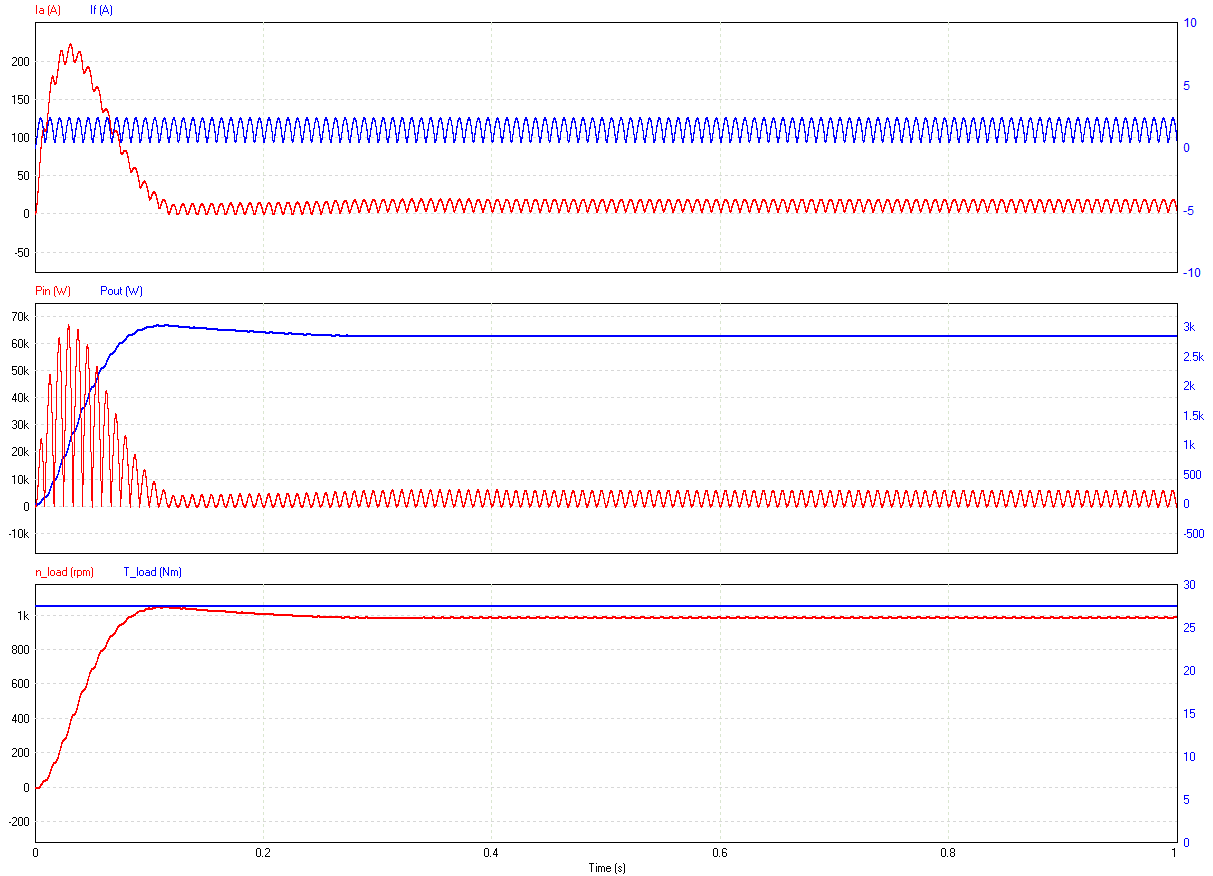 Ia (A) If (A)
200
150
100
50
0
-50
10
5
0
-5
-10
Pin (W) Pout (W)
70k
60k
50k
40k
30k
20k
10k
0
-10k
3k
2.5k
2k
1.5k
1k
500
0
-500
n_load (rpm) T_load (Nm)
1k
800
600
400
200
0
-200
30
25
20
15
10
5
0
0 0.2 0.4 0.6 0.8 1
Time (s)